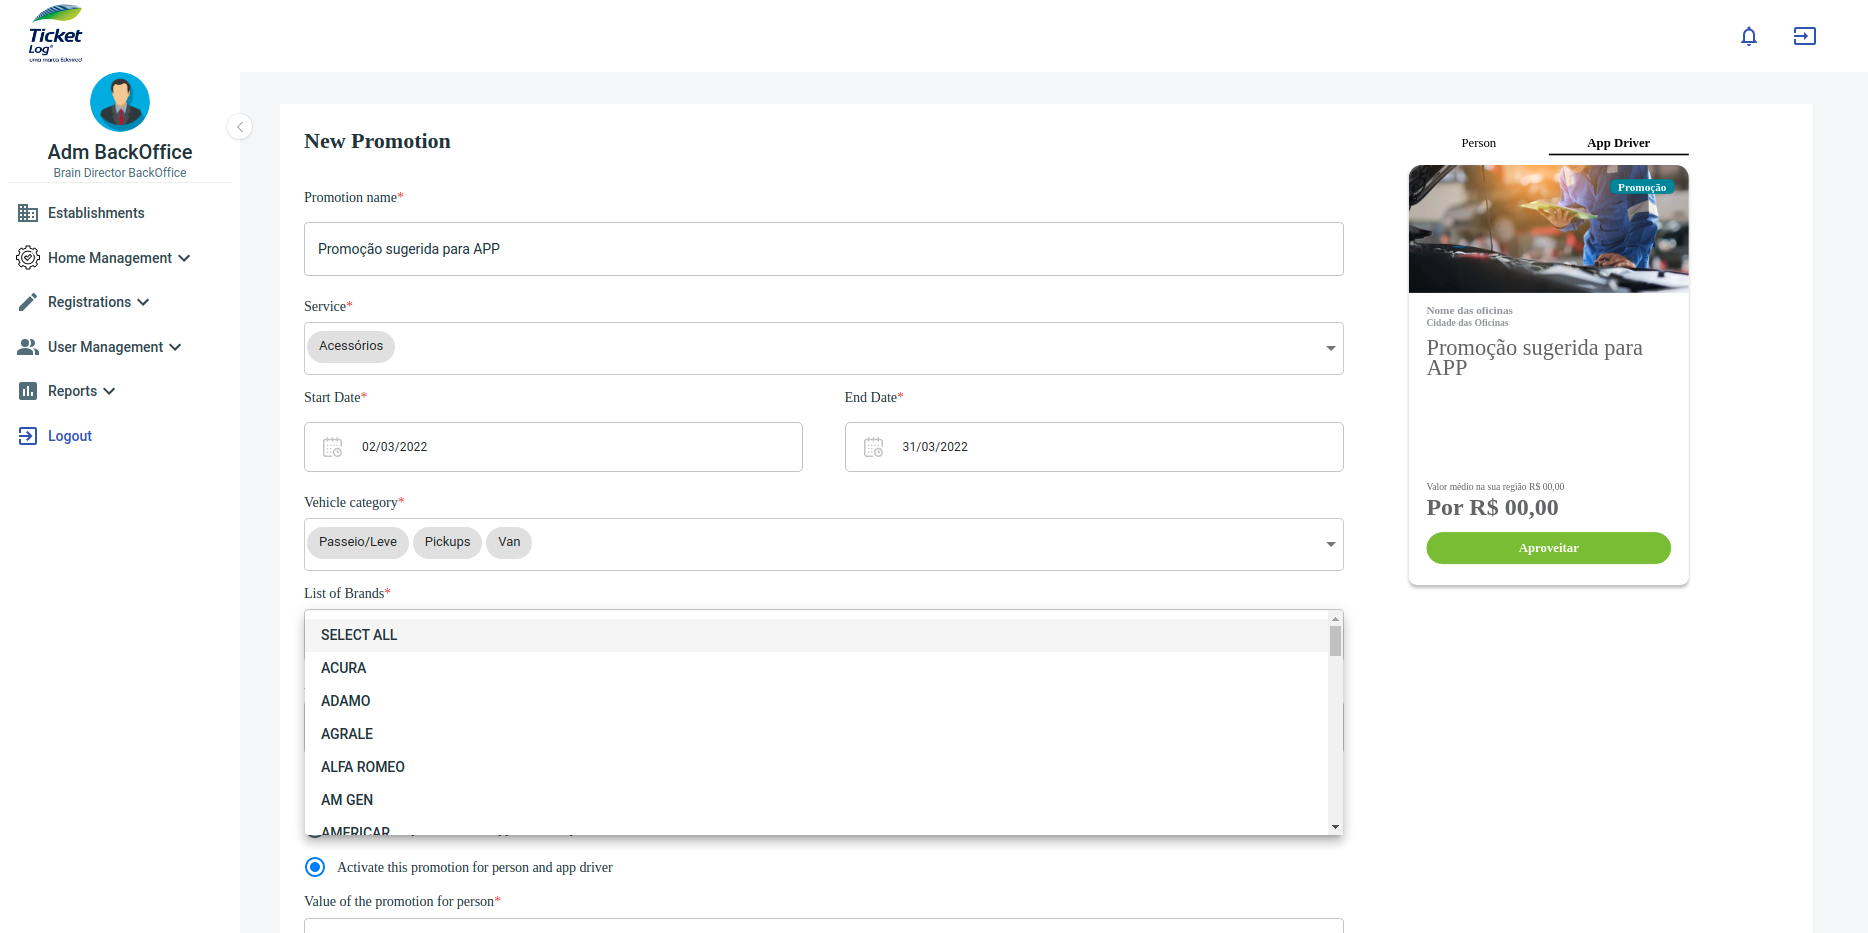 Ticket
Log®
uma marca Edenred
Adm BackOffice
Brain Director BackOffice
Establishments
Home Management
Registrations
User Management
Reports
Logout
New Promotion
Promotion name*
Promoção sugerida para APP
Service*
Acessórios
Start Date*
End Date*
02/03/2022
31/03/2022
Vehicle category*
Passeio/Leve
Pickups
Van
List of Brands*
SELECT ALL
ACURA
ADAMO
AGRALE
ALFA ROMEO
AM GEN
AMERICAR
Activate this promotion for person and app driver
Value of the promotion for person*
Person
App Driver
Promoção
Nome das oficinas
Cidade das Oficinas
Promoção sugerida para
APP
Valor médio na sua região R$ 00,00
Por R$ 00,00
Aproveitar